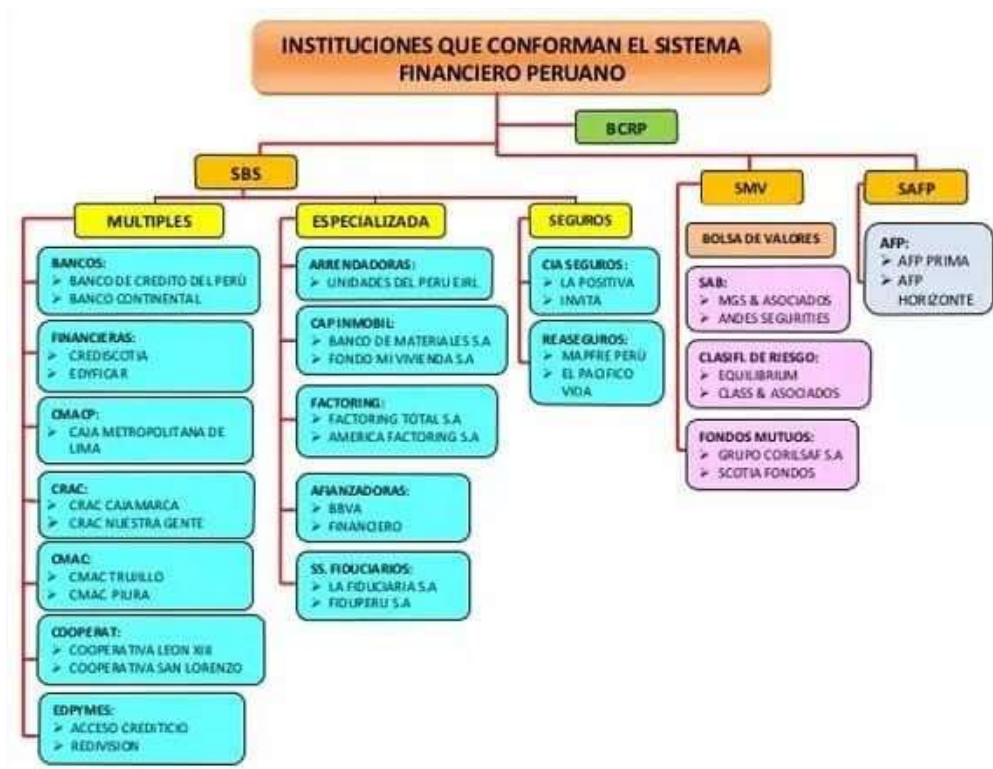 INSTITUCIONES QUE CONFORMAN EL SISTEMA
FINANCIERO PERUANO
BCRP
SBS
SMV
SAFP
MULTIPLES
ESPECIALIZADA
SEGUROS
BANCOS:
➢ BANCO DE CREDITO DEL PERÙ
➢ BANCO CONTINENTAL
FINANCIERAS:
➢ CREDISCOTIA
➢ EDYFICAR
CMACP:
➢ CAJA METROPOLITANA DE
LIMA
CRAC:
➢ CRAC CAJAMARCA
➢ CRAC NUESTRA GENTE
CMAC:
➢ CMAC TRUJILLO
➢ CMAC PIURA
COOPERAT:
➢ COOPERATIVA LEON XIII
➢ COOPERATIVA SAN LORENZO
EDPYMES:
➢ ACCESO CREDITICIO
➢ REDIVISION
ARRENDADORAS:
➢ UNIDADES DEL PERU EIRL
CAP INMOBIL:
➢ BANCO DE MATERIALES S.A
➢ FONDO MI VIVIENDA S.A
FACTORING:
➢ FACTORING TOTAL S.A
➢ AMERICA FACTORING S.A
AFIANZADORAS:
➢ BBVA
➢ FINANCIERO
SS. FIDUCIARIOS:
➢ LA FIDUCIARIA S.A
➢ FIDUPERU S.A
CIA SEGUROS:
➢ LA POSITIVA
➢ INVITA
REASEGUROS:
➢ MAPFRE PERÙ
➢ EL PACIFICO
VIDA
BOLSA DE VALORES
SAB:
➢ MGS & ASOCIADOS
➢ ANDES SEGURITIES
CLASIFI. DE RIESGO:
➢ EQUILIBRIUM
➢ CLASS & ASOCIADOS
FONDOS MUTUOS:
➢ GRUPO CORILSAF S.A
➢ SCOTIA FONDOS
AFP:
➢ AFP PRIMA
➢ AFP
HORIZONTE